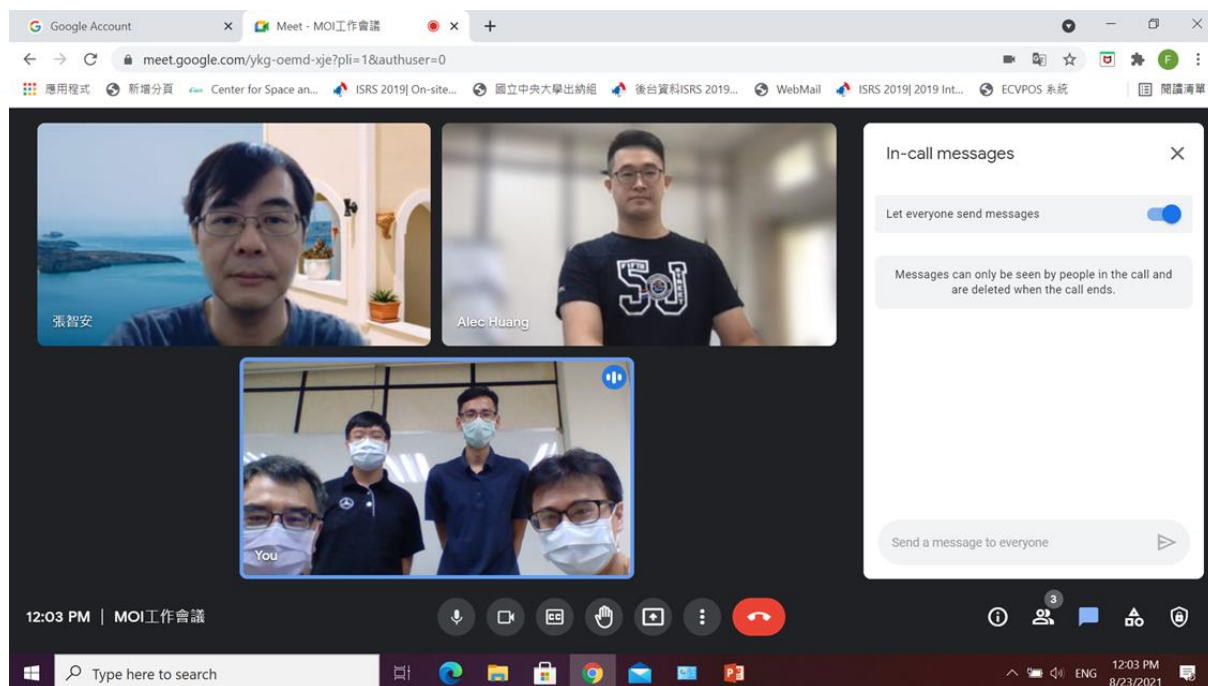 Google Account
Meet - MOI工作會議
meet.google.com/ykg-oemd-xje?pli=1&authuser=0
F
應用程式
新增分頁
Center for Space an...
ISRS 2019| On-site...
國立中央大學出納組
後台資料ISRS 2019...
WebMail
ISRS 2019| 2019 Int...
ECVPOS 系統
閱讀清單
張智安
Alec Huang
FIFTH
5J
STREET
You
In-call messages
Let everyone send messages
Messages can only be seen by people in the call and
are deleted when the call ends.
Send a message to everyone
12:03 PM | MOI工作會議
CC
3
Type here to search
ENG
12:03 PM
8/23/2021